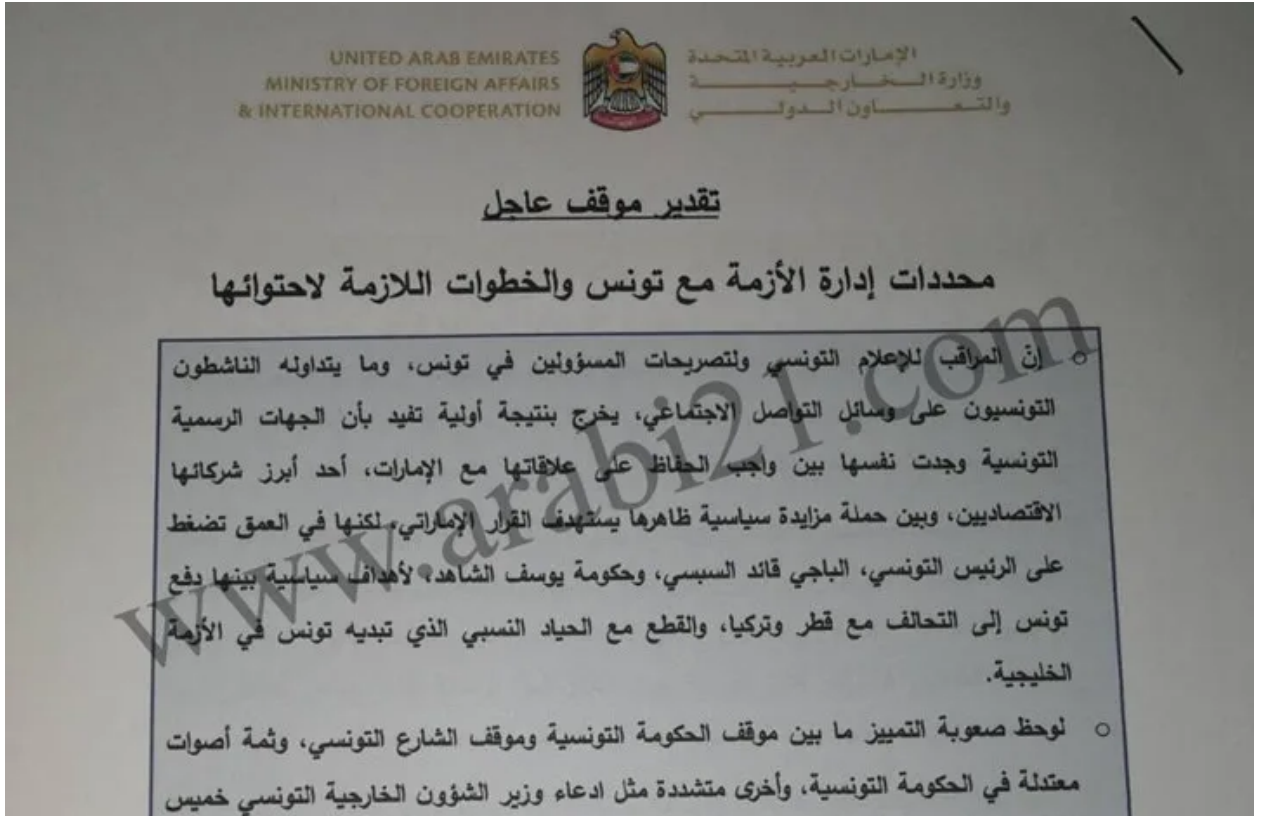 UNITED ARAB EMIRATES
MINISTRY OF FOREIGN AFFAIRS
& INTERNATIONAL COOPERATION
الإمارات العربية المتحدة
وزارة الخارجية
والتعاون الدولي
تقدير موقف عاجل
محددات إدارة الأزمة مع تونس والخطوات اللازمة لاحتوائها
إنّ المراقب للإعلام التونسي ولتصريحات المسؤولين في تونس، وما يتداوله الناشطون
التونسيون على وسائل التواصل الاجتماعي، يخرج بنتيجة أولية تفيد بأن الجهات الرسمية
التونسية وجدت نفسها بين واجب الحفاظ على علاقاتها مع الإمارات، أحد أبرز شركائها
الاقتصاديين، وبين حملة مزايدة سياسية ظاهرها يستهدف القرار الإماراتي، لكنها في العمق تضغط
على الرئيس التونسي، الباجي قائد السبسي، وحكومة يوسف الشاهد، لأهداف سياسية بينها دفع
تونس إلى التحالف مع قطر وتركيا، والقطع مع الحياد النسبي الذي تبديه تونس في الأزمة
الخليجية.
لوحظ صعوبة التمييز ما بين موقف الحكومة التونسية وموقف الشارع التونسي، وثمة أصوات
معتدلة في الحكومة التونسية، وأخرى متشددة مثل ادعاء وزير الشؤون الخارجية التونسي خميس
www.arabi21.com